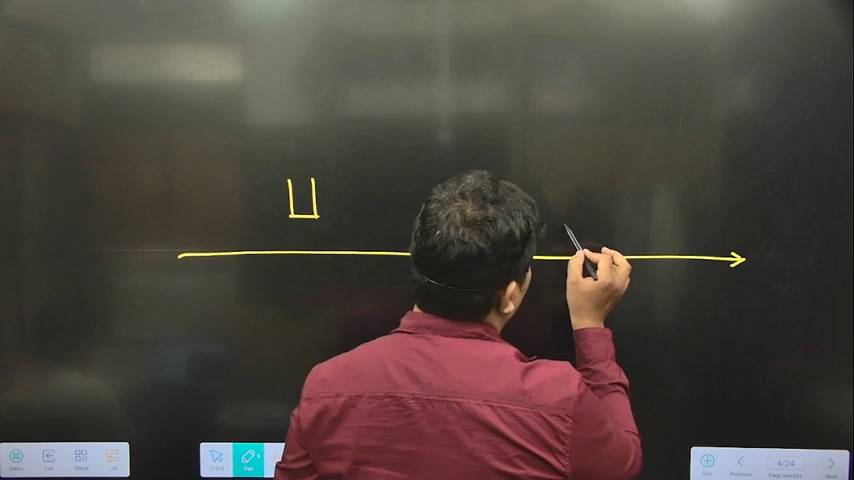 Menu
Exit
Share
List
Select
Pen
Add
Previous
4/24
Page number
Next